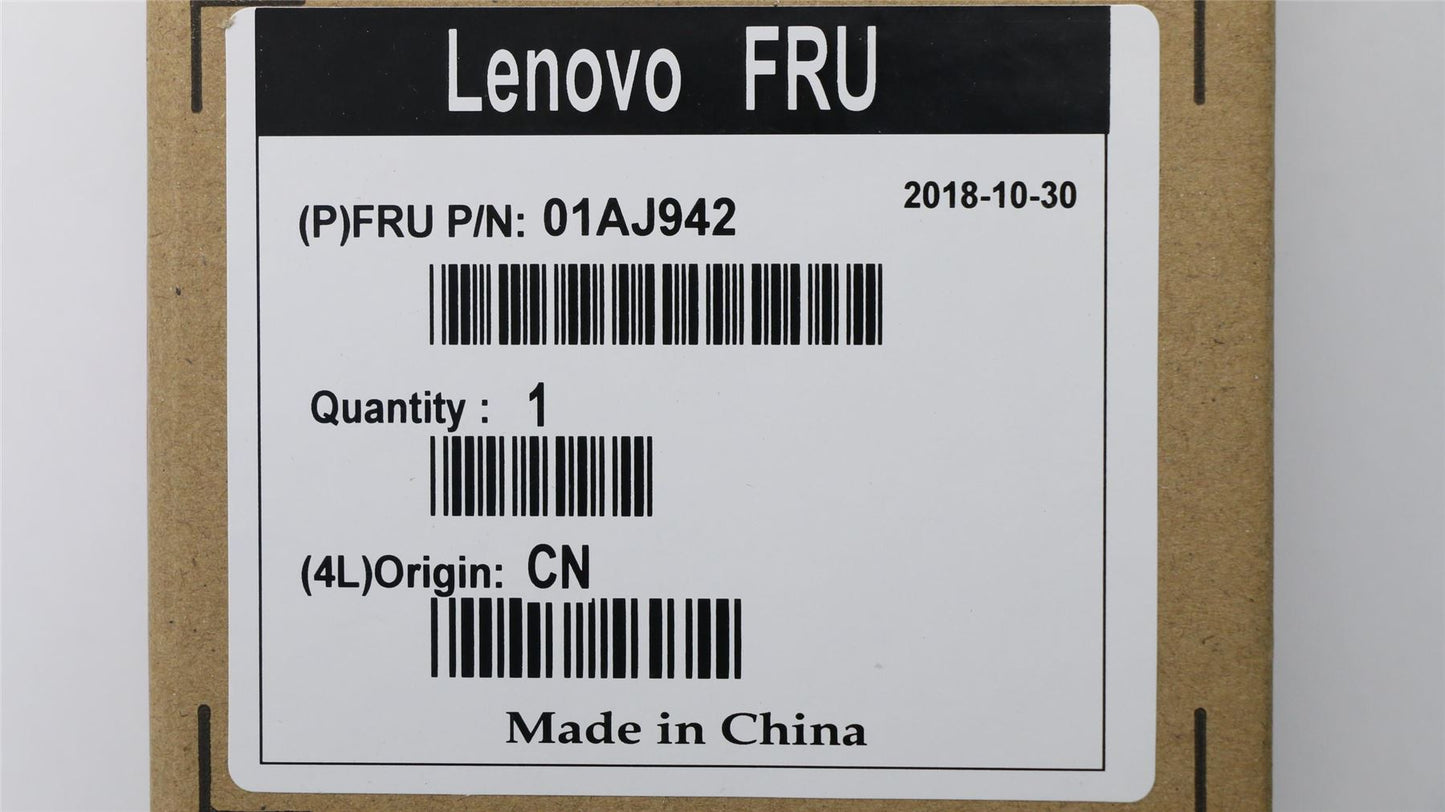 Lenovo FRU
2018-10-30
(P)FRU P/N: 01AJ942
Quantity : 1
(4L)Origin: CN
Made in China